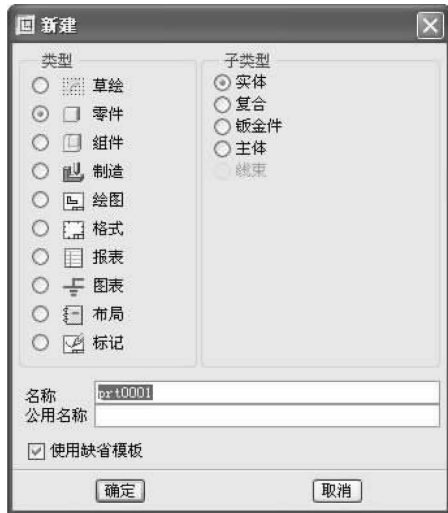 新建
类型
草绘
零件
组件
制造
绘图
格式
报表
图表
布局
标记
子类型
实体
复合
钣金件
主体
线束
名称 prt0001
公用名称
使用缺省模板
确定 取消